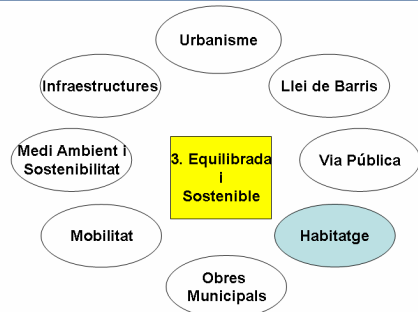 Urbanisme
Infraestructures
Llei de Barris
Medi Ambient i
Sostenibilitat
3. Equilibrada
i
Sostenible
Via Pública
Mobilitat
Habitatge
Obres
Municipals